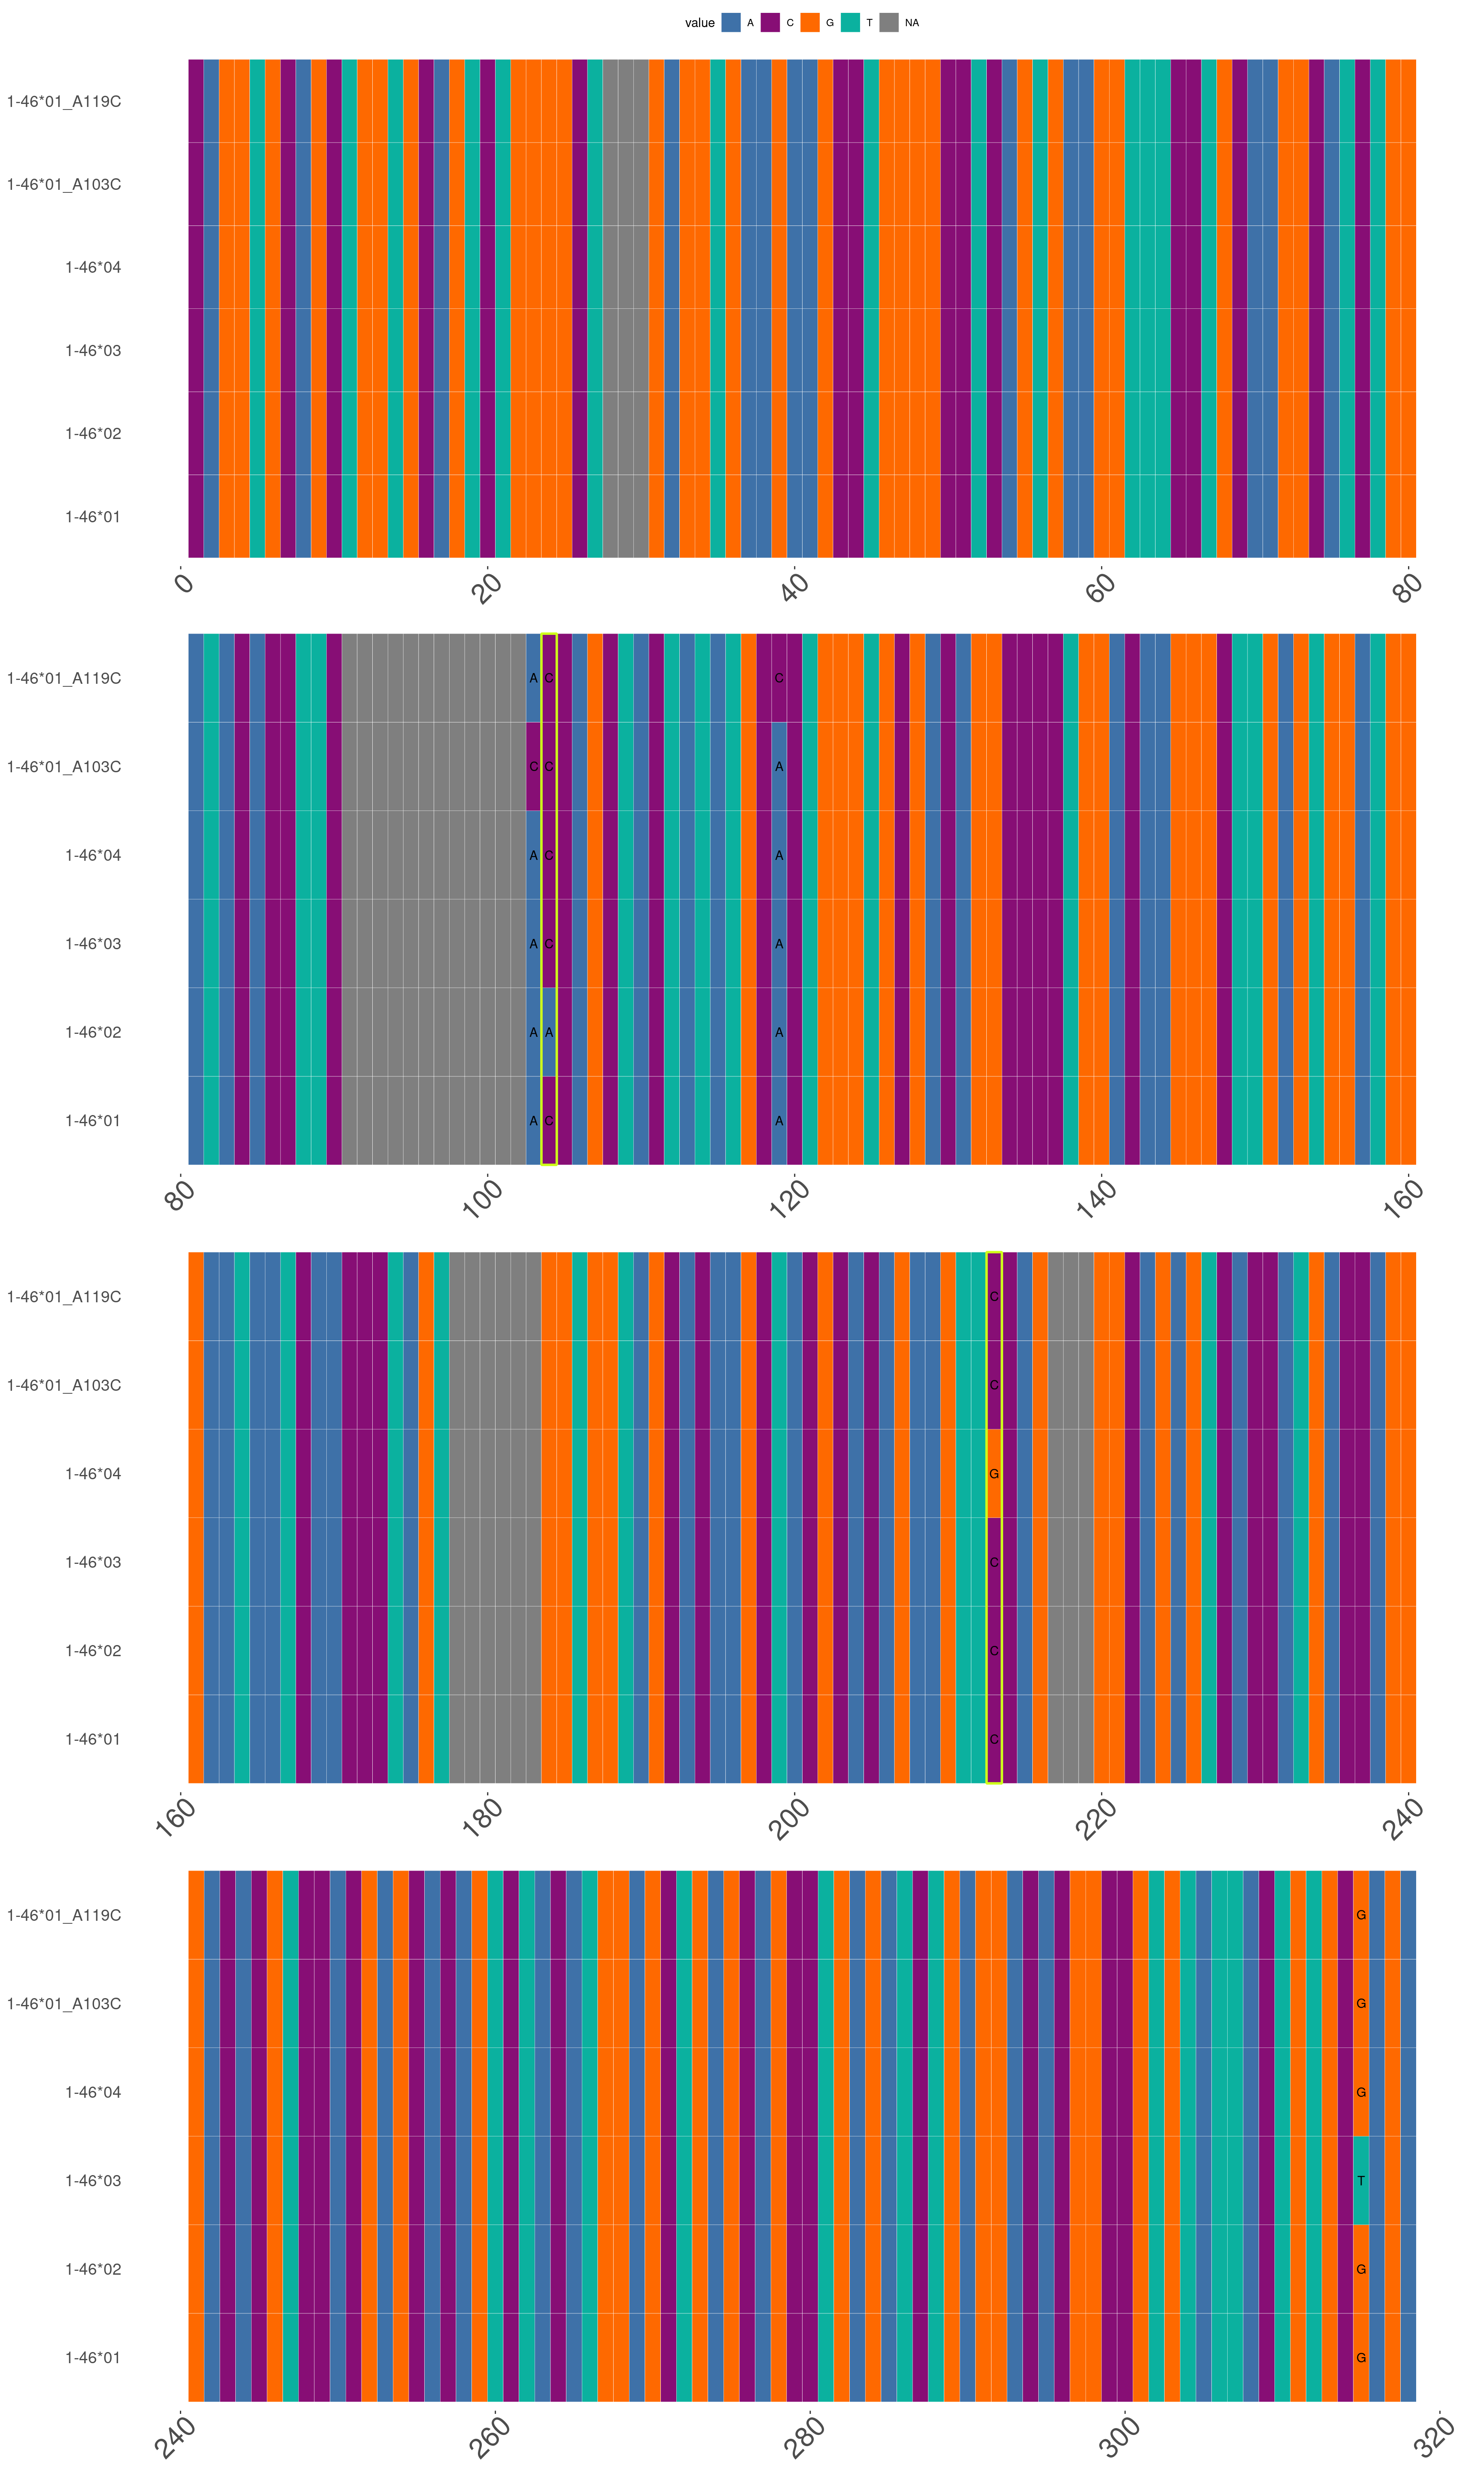 value A C G T NA
1-46*01_A119C
1-46*01_A103C
1-46*04
1-46*03
1-46*02
1-46*01
0 20 40 60 80
1-46*01_A119C A C C
1-46*01_A103C C C A
1-46*04 A C A
1-46*03 A C A
1-46*02 A A A
1-46*01 A C A
80 100 120 140 160
1-46*01_A119C C
1-46*01_A103C C
1-46*04 G
1-46*03 C
1-46*02 C
1-46*01 C
160 180 200 220 240
1-46*01_A119C G
1-46*01_A103C G
1-46*04 G
1-46*03 T
1-46*02 G
1-46*01 G
240 260 280 300 320